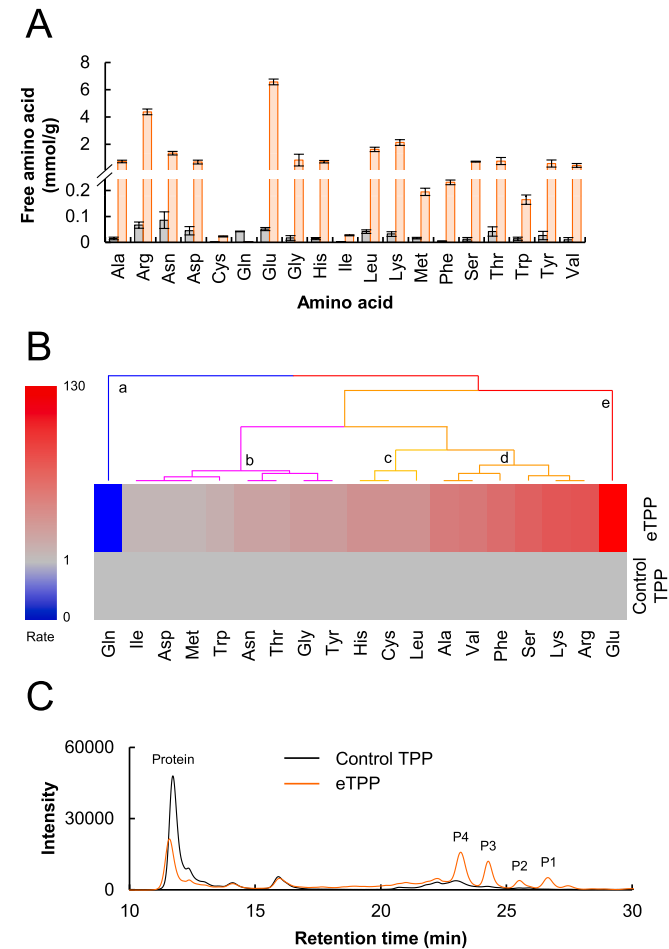 A
Free amino acid
(mmol/g)
8
6
4
2
0.2
0.1
0
Ala Arg Asn Asp Cys Gln Glu Gly His Ile Leu Lys Met Phe Ser Thr Trp Tyr Val
Amino acid
B
130
1
0
Rate
a
e
b
c
d
eTPP
Control
TPP
Gln Ile Asp Met Trp Asn Thr Gly Tyr His Cys Leu Ala Val Phe Ser Lys Arg Glu
C
Intensity
60000
30000
0
Protein
Control TPP
eTPP
P4
P3
P2
P1
10 15 20 25 30
Retention time (min)